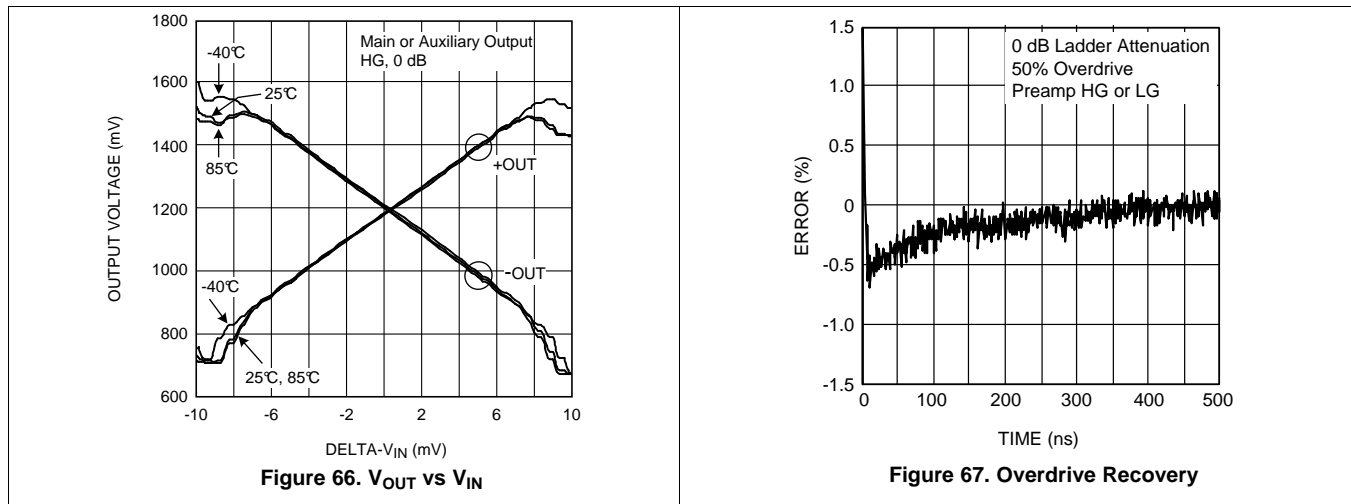 1800
1600
1400
1200
1000
800
600
OUTPUT VOLTAGE (mV)
-40°C
25°C
85°C
Main or Auxiliary Output
HG, 0 dB
+OUT
-OUT
-40°C
25°C, 85°C
-10
-6
-2
2
6
10
DELTA-VIN (mV)
Figure 66. VOUT vs VIN
1.5
1.0
0.5
0
-0.5
-1.0
-1.5
ERROR (%)
0 dB Ladder Attenuation
50% Overdrive
Preamp HG or LG
0
100
200
300
400
500
TIME (ns)
Figure 67. Overdrive Recovery